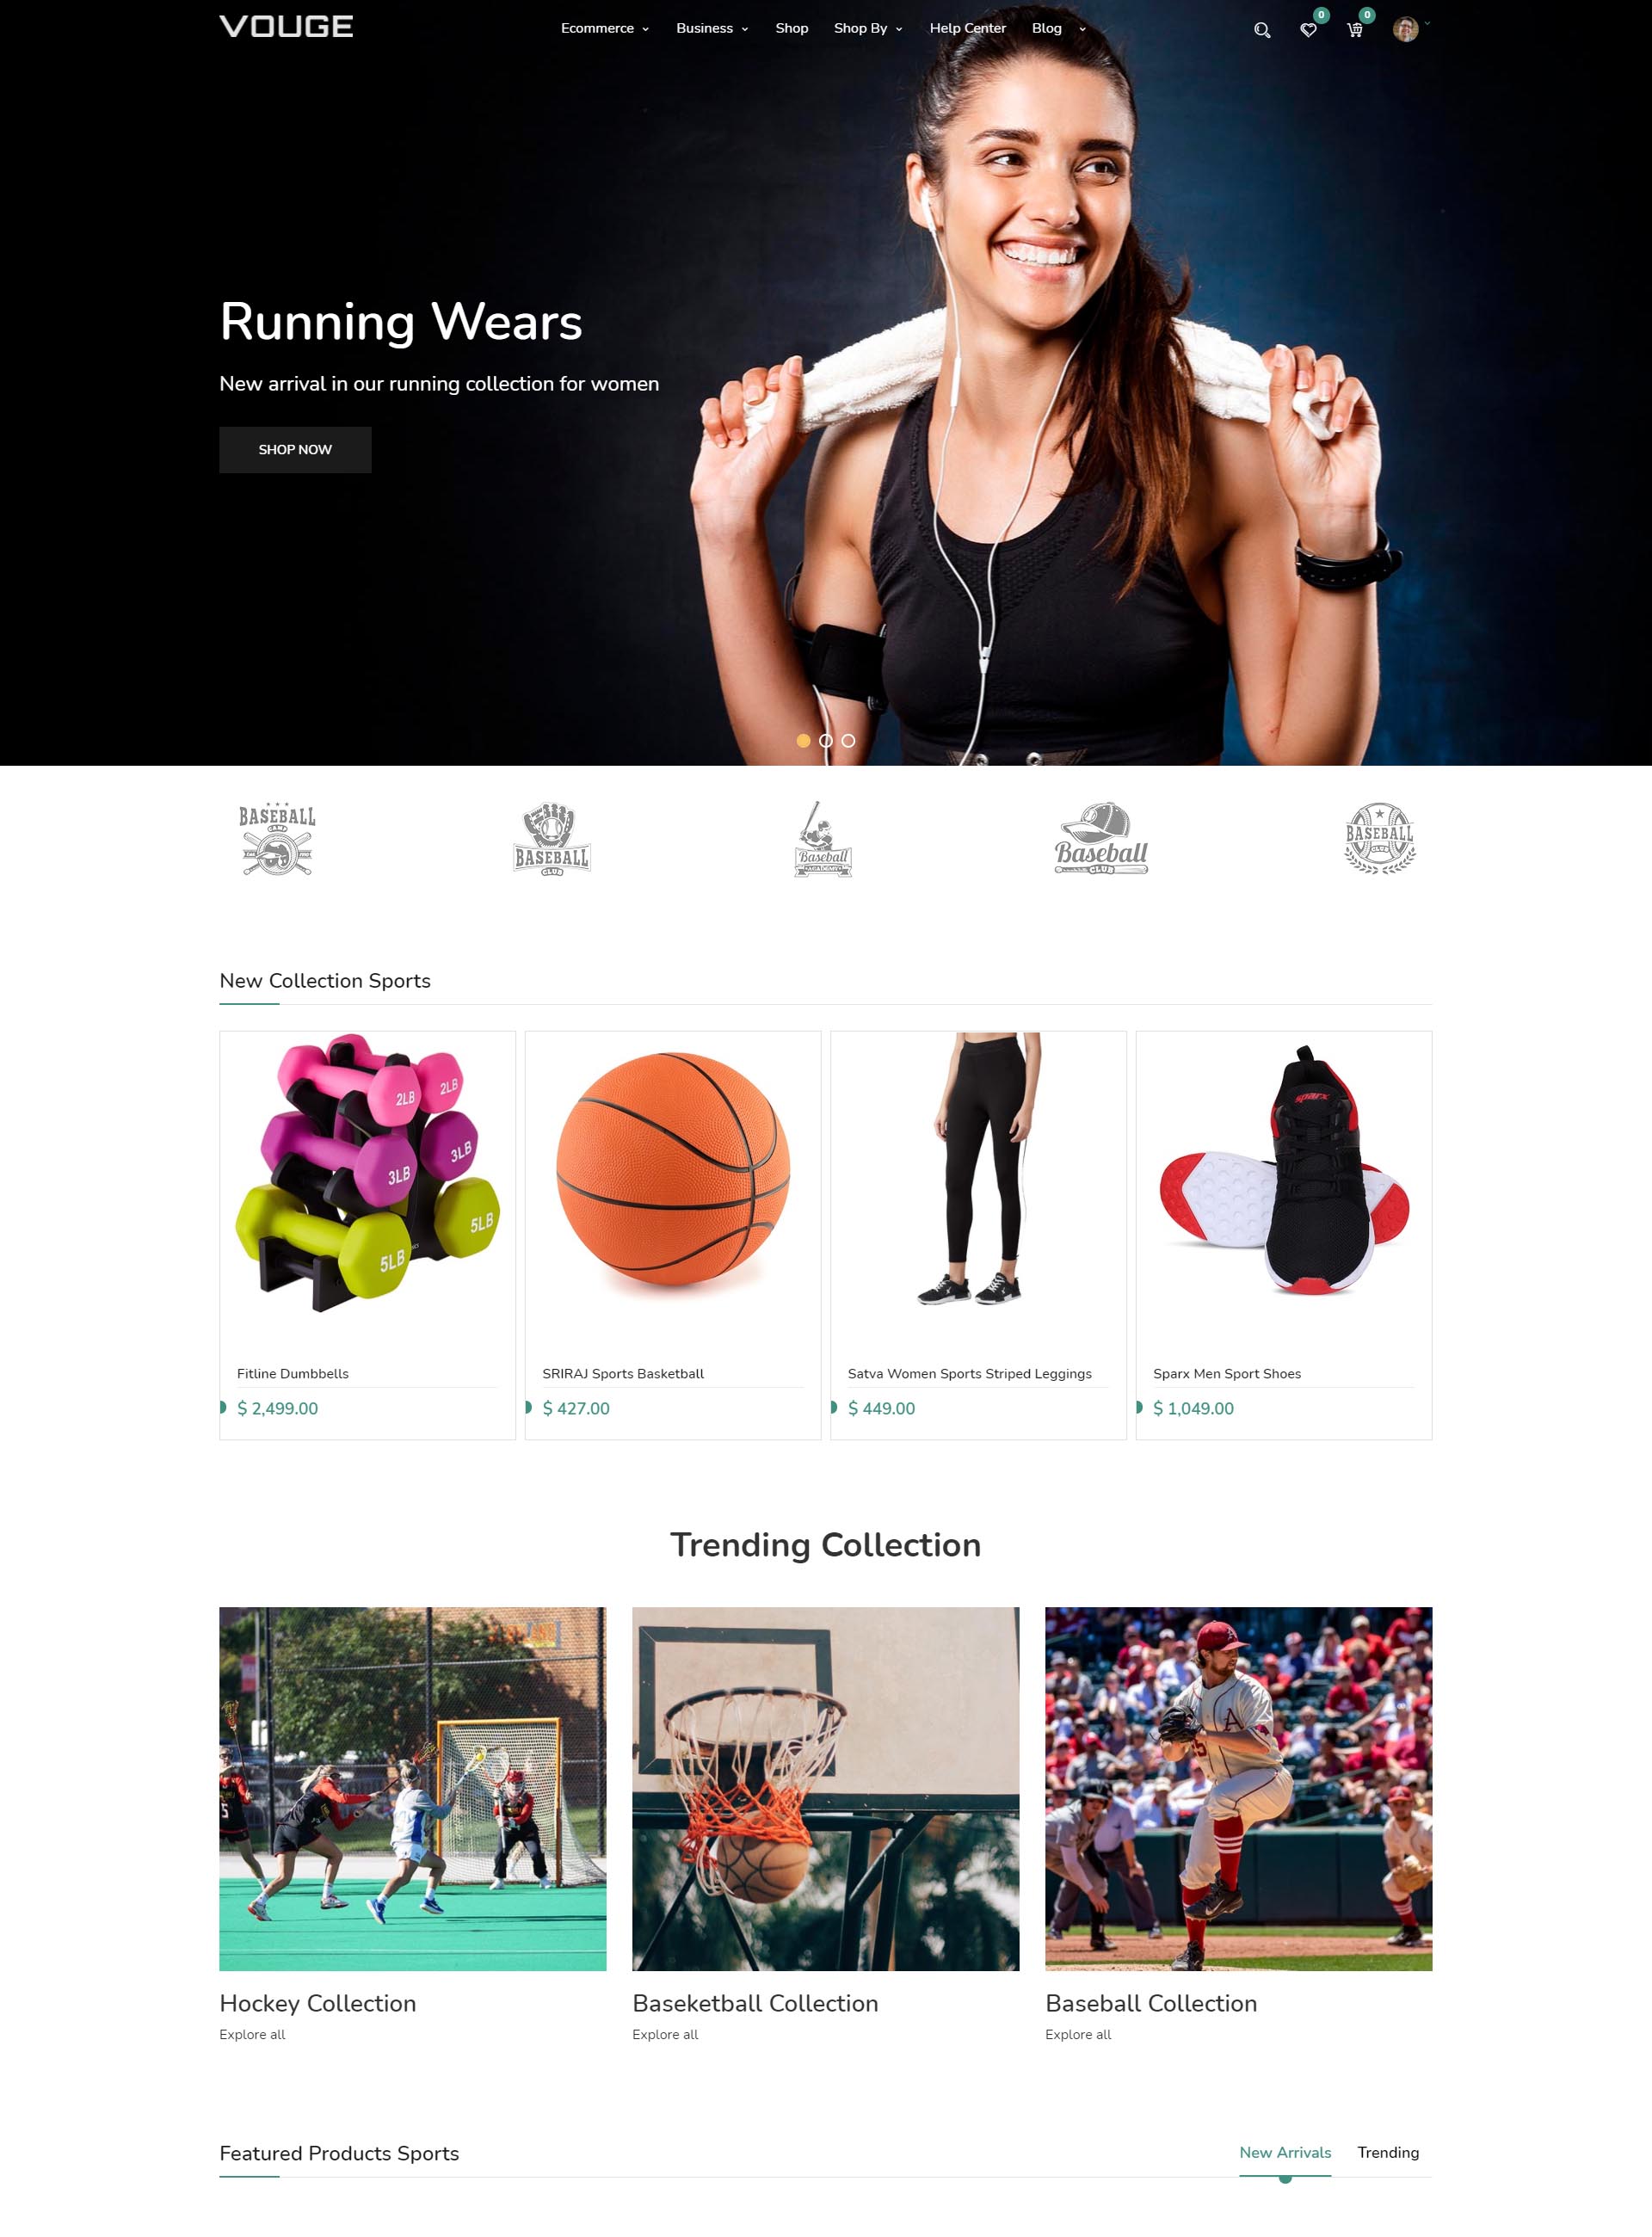 VOUGE
Ecommerce
Business
Shop
Shop By
Help Center
Blog
0
0
Running Wears
New arrival in our running collection for women
SHOP NOW
BASEBALL
CAMP
BASEBALL
CLUB
Baseball
ACADEMY
Baseball
CLUB
BASEBALL
CLUB
New Collection Sports
2LB
2LB
3LB
3LB
5LB
5LB
sparx
Fitline Dumbbells
$ 2,499.00
SRIRAJ Sports Basketball
$ 427.00
Satva Women Sports Striped Leggings
$ 449.00
Sparx Men Sport Shoes
$ 1,049.00
Trending Collection
5
A
A
Hockey Collection
Explore all
Baseketball Collection
Explore all
Baseball Collection
Explore all
Featured Products Sports
New Arrivals
Trending